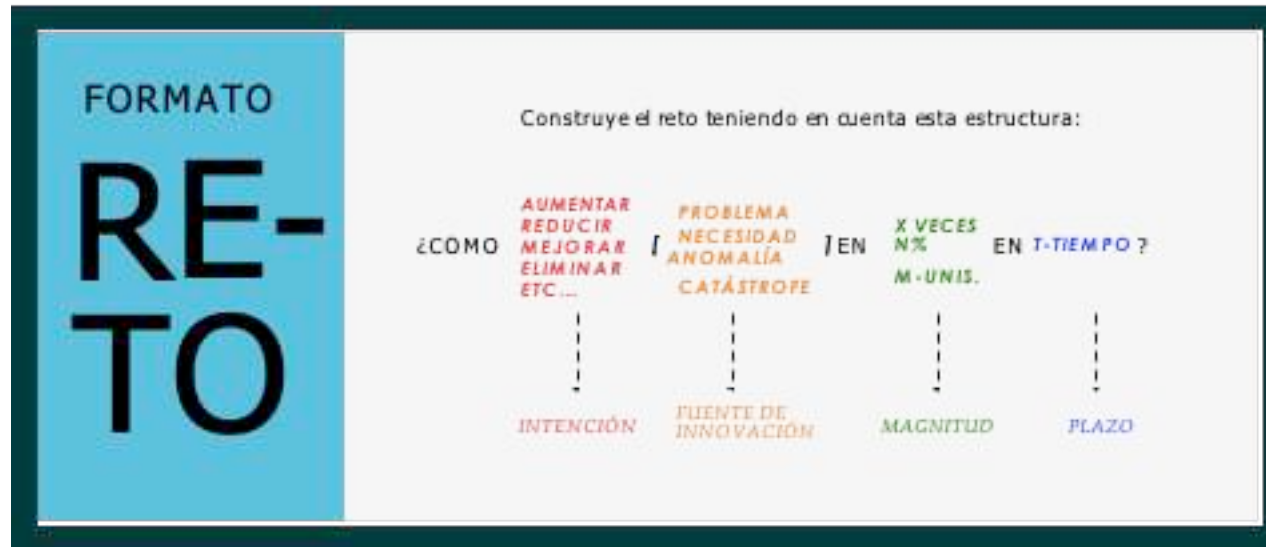 FORMATO
RE-
TO
Construye el reto teniendo en cuenta esta estructura:
¿COMO
AUMENTAR
REDUCIR
MEJORAR
ELIMINAR
ETC...
[
PROBLEMA
NECESIDAD
ANOMALÍA
CATÁSTROFE
] EN
X VECES
N%
M-UNIS.
EN T-TIEMPO ?
INTENCIÓN
FUENTE DE
INNOVACIÓN
MAGNITUD
PLAZO